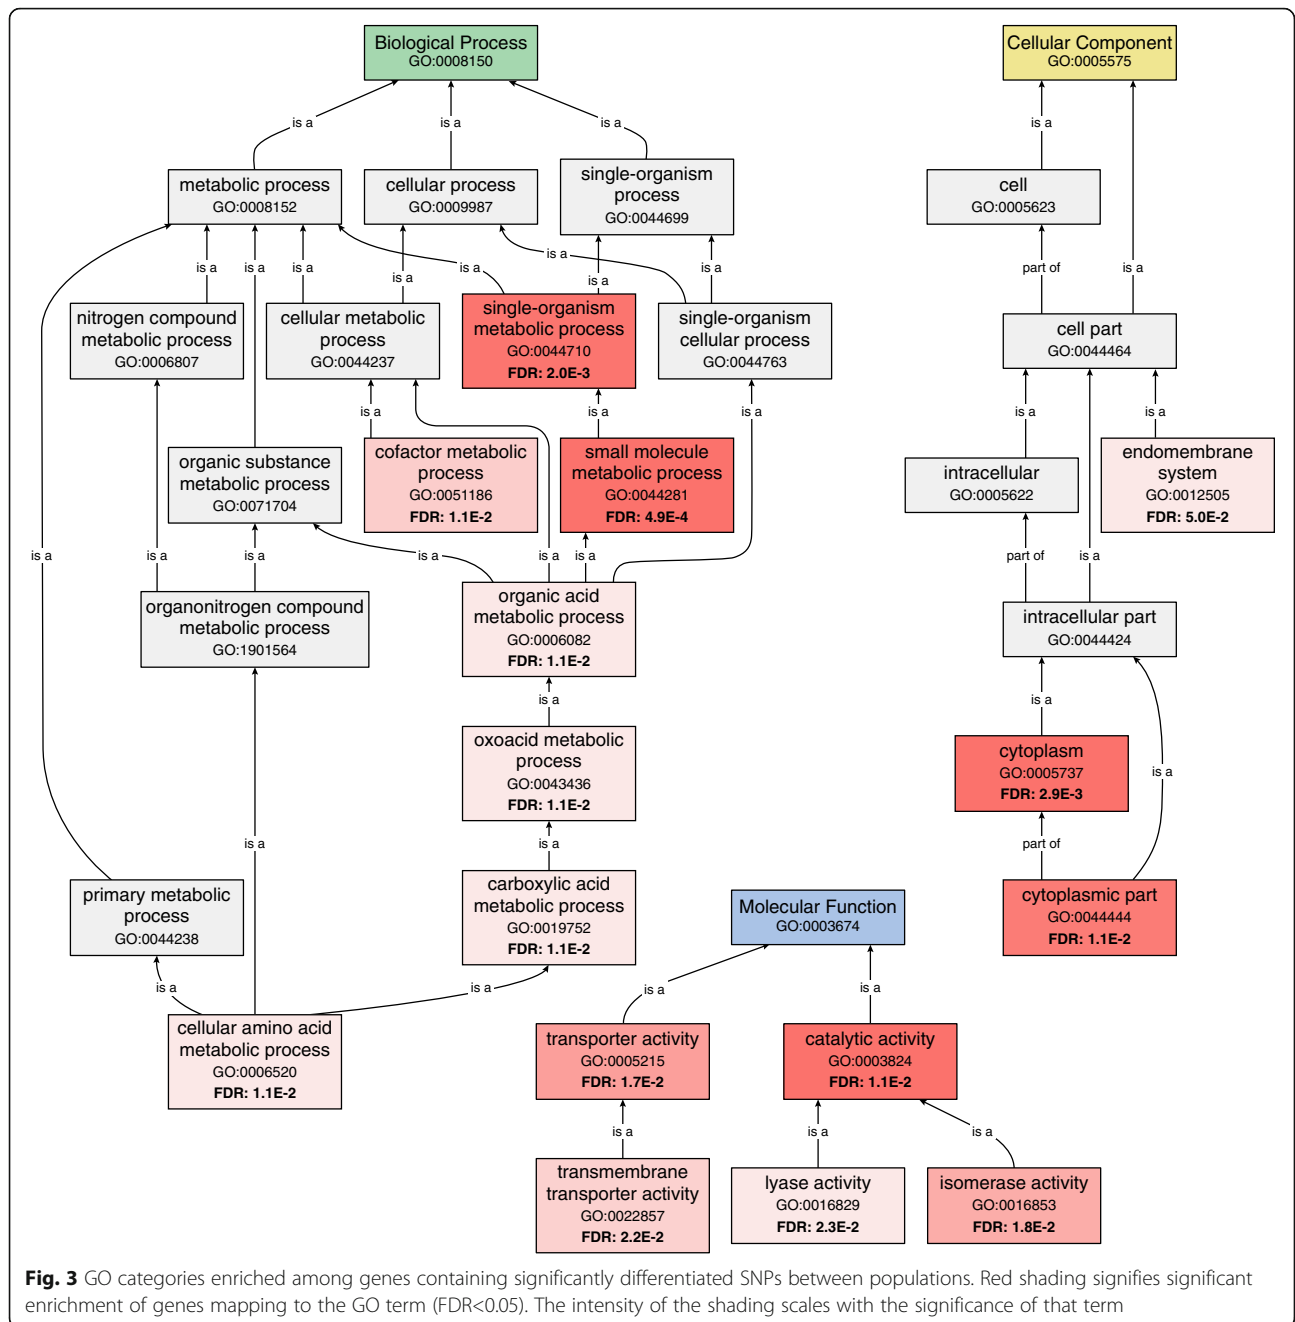 Biological Process
GO:0008150
Cellular Component
GO:0005575
is a
is a
is a
is a
metabolic process
GO:0008152
cellular process
GO:0009987
single-organism
process
GO:0044699
cell
GO:0005623
is a
is a
is a
is a
is a
is a
is a
is a
part of
is a
nitrogen compound
metabolic process
GO:0006807
cellular metabolic
process
GO:0044237
single-organism
metabolic process
GO:0044710
FDR: 2.0E-3
single-organism
cellular process
GO:0044763
cell part
GO:0044464
is a
is a
is a
is a
organic substance
metabolic process
GO:0071704
cofactor metabolic
process
GO:0051186
FDR: 1.1E-2
small molecule
metabolic process
GO:0044281
FDR: 4.9E-4
intracellular
GO:0005622
endomembrane
system
GO:0012505
FDR: 5.0E-2
is a
is a
is a
is a
is a
is a
part of
is a
organonitrogen compound
metabolic process
GO:1901564
organic acid
metabolic process
GO:0006082
FDR: 1.1E-2
intracellular part
GO:0044424
is a
oxoacid metabolic
process
GO:0043436
FDR: 1.1E-2
cytoplasm
GO:0005737
FDR: 2.9E-3
is a
is a
is a
part of
primary metabolic
process
GO:0044238
carboxylic acid
metabolic process
GO:0019752
FDR: 1.1E-2
Molecular Function
GO:0003674
cytoplasmic part
GO:0044444
FDR: 1.1E-2
is a
is a
is a
is a
cellular amino acid
metabolic process
GO:0006520
FDR: 1.1E-2
transporter activity
GO:0005215
FDR: 1.7E-2
catalytic activity
GO:0003824
FDR: 1.1E-2
is a
is a
is a
transmembrane
transporter activity
GO:0022857
FDR: 2.2E-2
lyase activity
GO:0016829
FDR: 2.3E-2
isomerase activity
GO:0016853
FDR: 1.8E-2
Fig. 3 GO categories enriched among genes containing significantly differentiated SNPs between populations. Red shading signifies significant
enrichment of genes mapping to the GO term (FDR<0.05). The intensity of the shading scales with the significance of that term